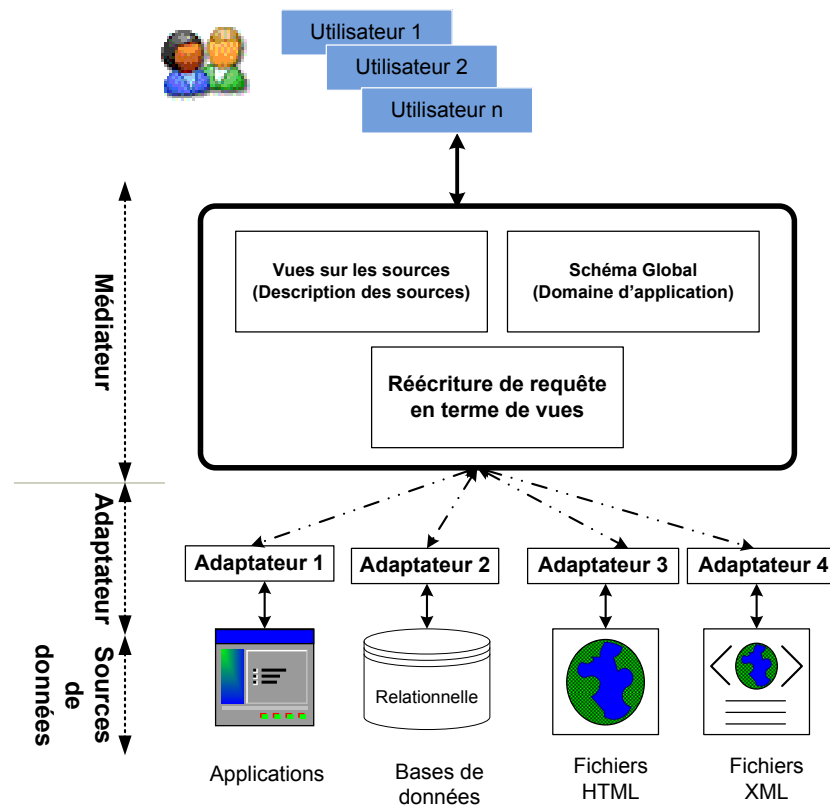 Utilisateur 1
Utilisateur 2
Utilisateur n
Médiateur
Vues sur les sources
(Description des sources)
Schéma Global
(Domaine d'application)
Réécriture de requête
en terme de vues
Adaptateur
Adaptateur 1
Adaptateur 2
Adaptateur 3
Adaptateur 4
Sources
de
données
Relationnelle
Applications
Bases de
données
Fichiers
HTML
Fichiers
XML